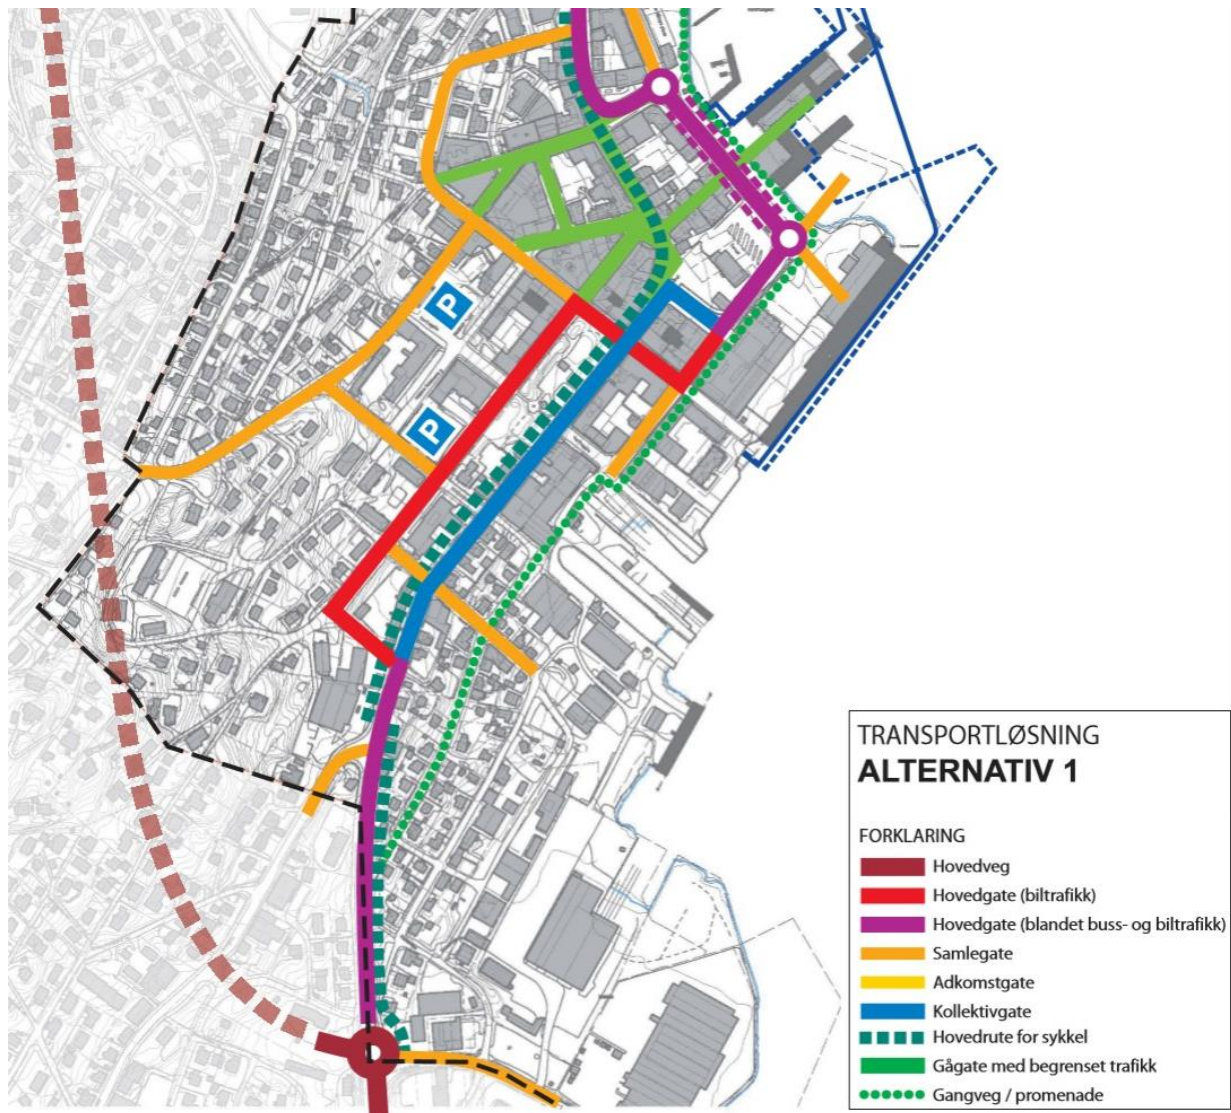 P
P
TRANSPORTLØSNING
ALTERNATIV 1
FORKLARING
Hovedveg
Hovedgate (biltrafikk)
Hovedgate (blandet buss- og biltrafikk)
Samlegate
Adkomstgate
Kollektivgate
Hovedrute for sykkel
Gågate med begrenset trafikk
Gangveg / promenade